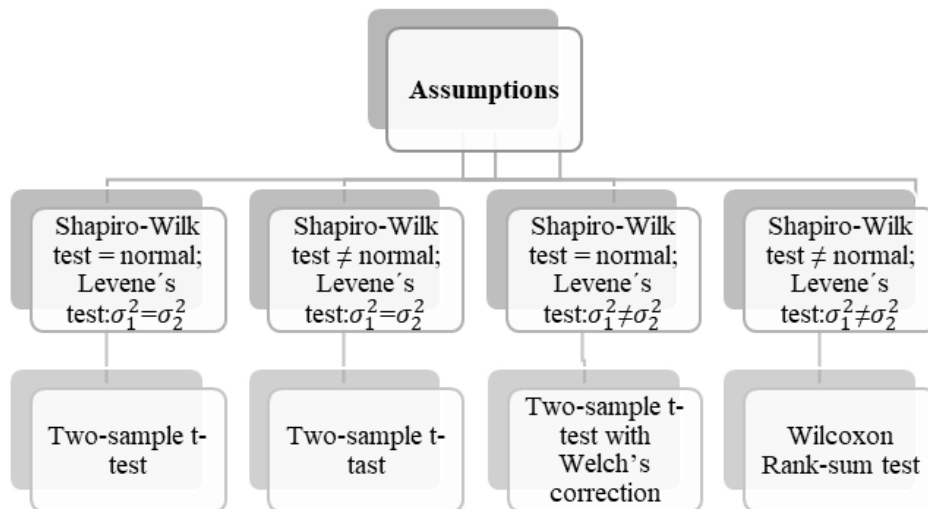 Assumptions
Shapiro-Wilk
test = normal;
Levene´s
test:σ₁²=σ₂²
Shapiro-Wilk
test ≠ normal;
Levene´s
test:σ₁²=σ₂²
Shapiro-Wilk
test = normal;
Levene´s
test:σ₁²≠σ₂²
Shapiro-Wilk
test ≠ normal;
Levene´s
test:σ₁²≠σ₂²
Two-sample t-
test
Two-sample t-
tast
Two-sample t-
test with
Welch’s
correction
Wilcoxon
Rank-sum test